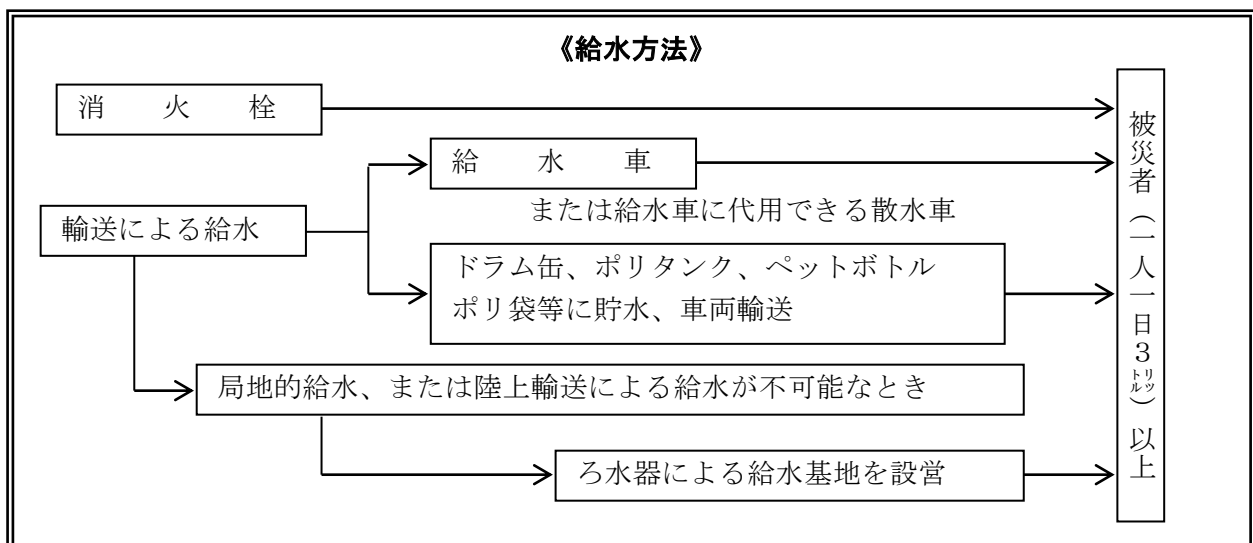 《給水方法》
消火栓
給水車
または給水車に代用できる散水車
輸送による給水
ドラム缶、ポリタンク、ペットボトル
ポリ袋等に貯水、車両輸送
局地的給水、または陸上輸送による給水が不可能なとき
ろ水器による給水基地を設営
被災者（一人一日３リットル）以上